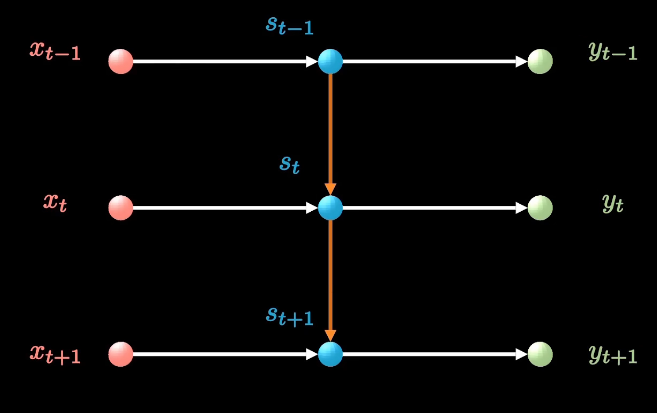 s_{t-1}
x_{t-1} y_{t-1}
s_t
x_t y_t
s_{t+1}
x_{t+1} y_{t+1}